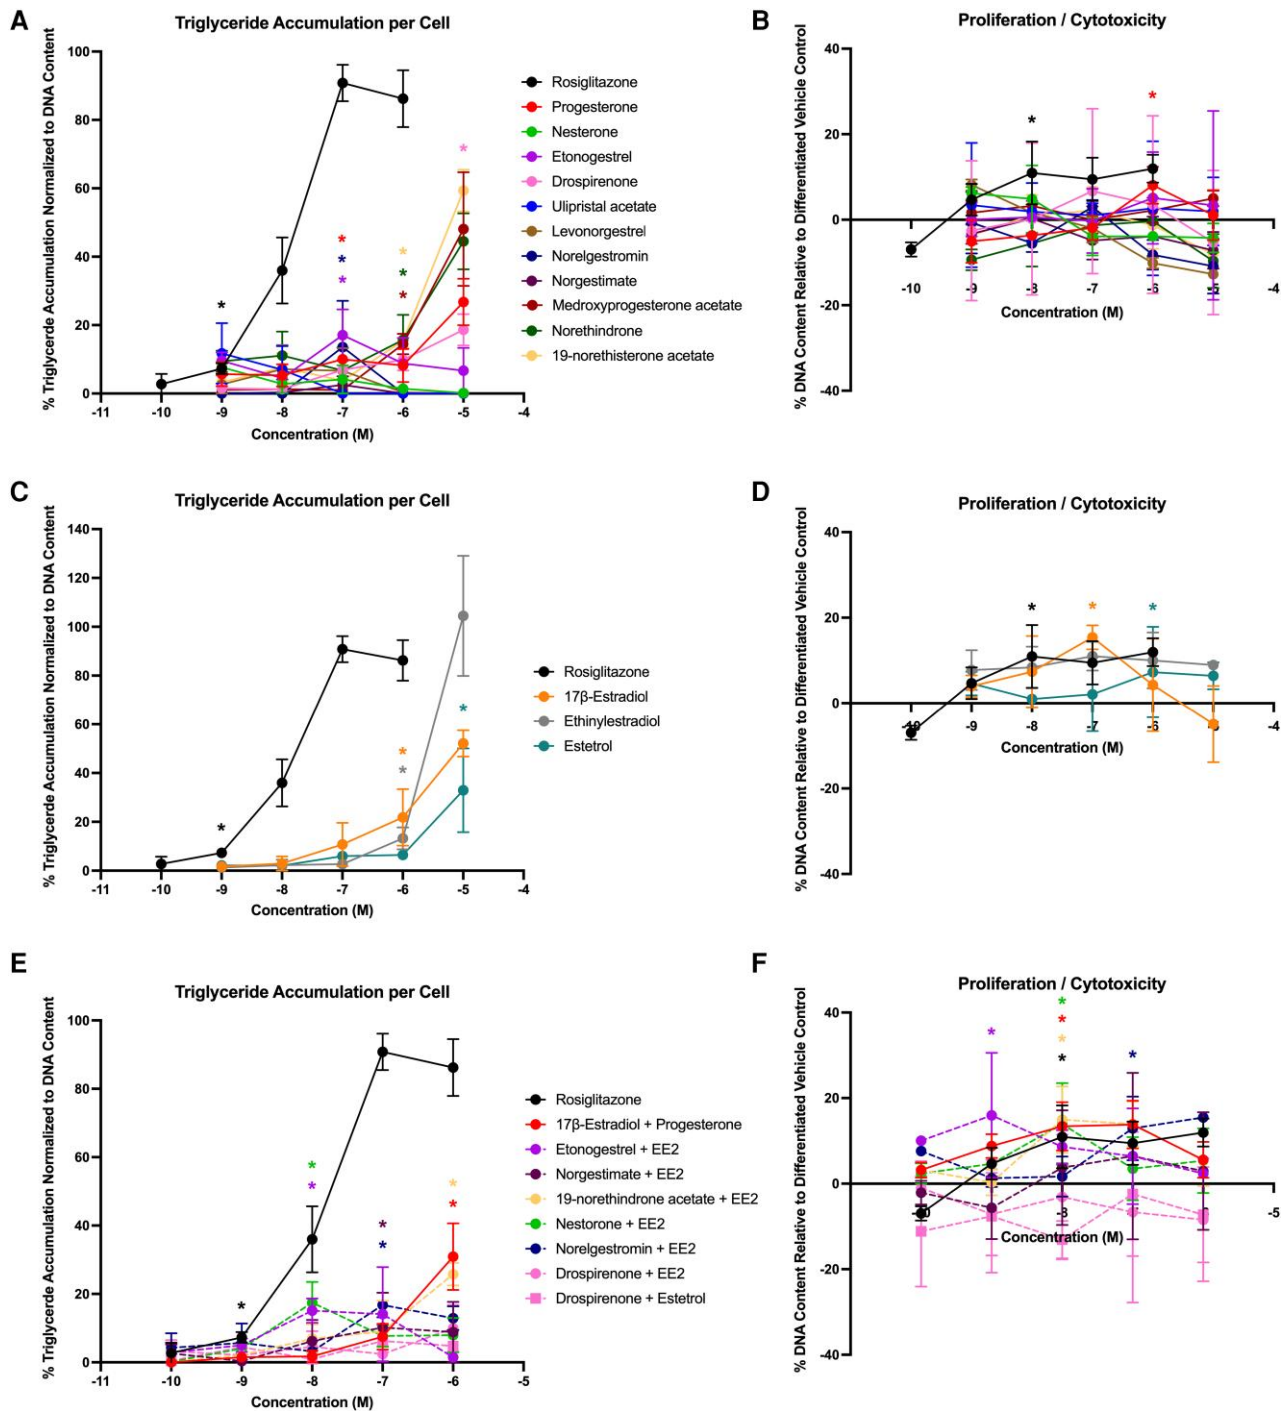 A
Triglyceride Accumulation per Cell
% Triglycerde Accumulation Normalized to DNA Content
100
80
60
40
20
0
-11
-10
-9
-8
-7
-6
-5
-4
Concentration (M)
*
*
*
*
*
*
*
*
Rosiglitazone
Progesterone
Nesterone
Etonogestrel
Drospirenone
Ulipristal acetate
Levonorgestrel
Norelgestromin
Norgestimate
Medroxyprogesterone acetate
Norethindrone
19-norethisterone acetate
B
Proliferation / Cytotoxicity
% DNA Content Relative to Differentiated Vehicle Control
40
20
0
-20
-40
-10
-9
-8
-7
-6
-5
-4
Concentration (M)
*
*
C
Triglyceride Accumulation per Cell
% Triglycerde Accumulation Normalized to DNA Content
140
120
100
80
60
40
20
0
-11
-10
-9
-8
-7
-6
-5
-4
Concentration (M)
*
*
*
*
Rosiglitazone
17β-Estradiol
Ethinylestradiol
Estetrol
D
Proliferation / Cytotoxicity
% DNA Content Relative to Differentiated Vehicle Control
40
20
0
-20
-40
-10
-9
-8
-7
-6
-5
-4
Concentration (M)
*
*
*
E
Triglyceride Accumulation per Cell
% Triglycerde Accumulation Normalized to DNA Content
100
80
60
40
20
0
-11
-10
-9
-8
-7
-6
-5
Concentration (M)
*
*
*
*
*
*
*
Rosiglitazone
17β-Estradiol + Progesterone
Etonogestrel + EE2
Norgestimate + EE2
19-norethindrone acetate + EE2
Nestorone + EE2
Norelgestromin + EE2
Drospirenone + EE2
Drospirenone + Estetrol
F
Proliferation / Cytotoxicity
% DNA Content Relative to Differentiated Vehicle Control
40
20
0
-20
-40
-8
-5
Concentration (M)
*
*
*
*
*
*